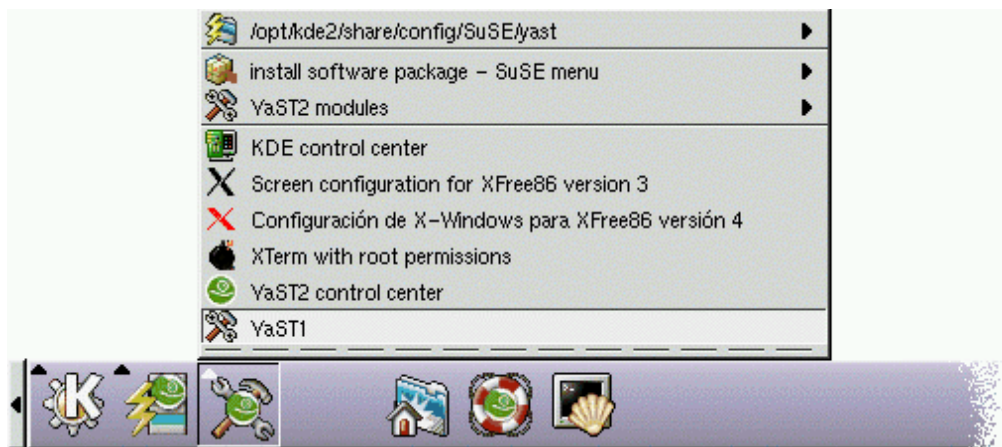 /opt/kde2/share/config/SuSE/yast
install software package – SuSE menu
YaST2 modules
KDE control center
Screen configuration for XFree86 version 3
Configuración de X–Windows para XFree86 versión 4
XTerm with root permissions
YaST2 control center
YaST1